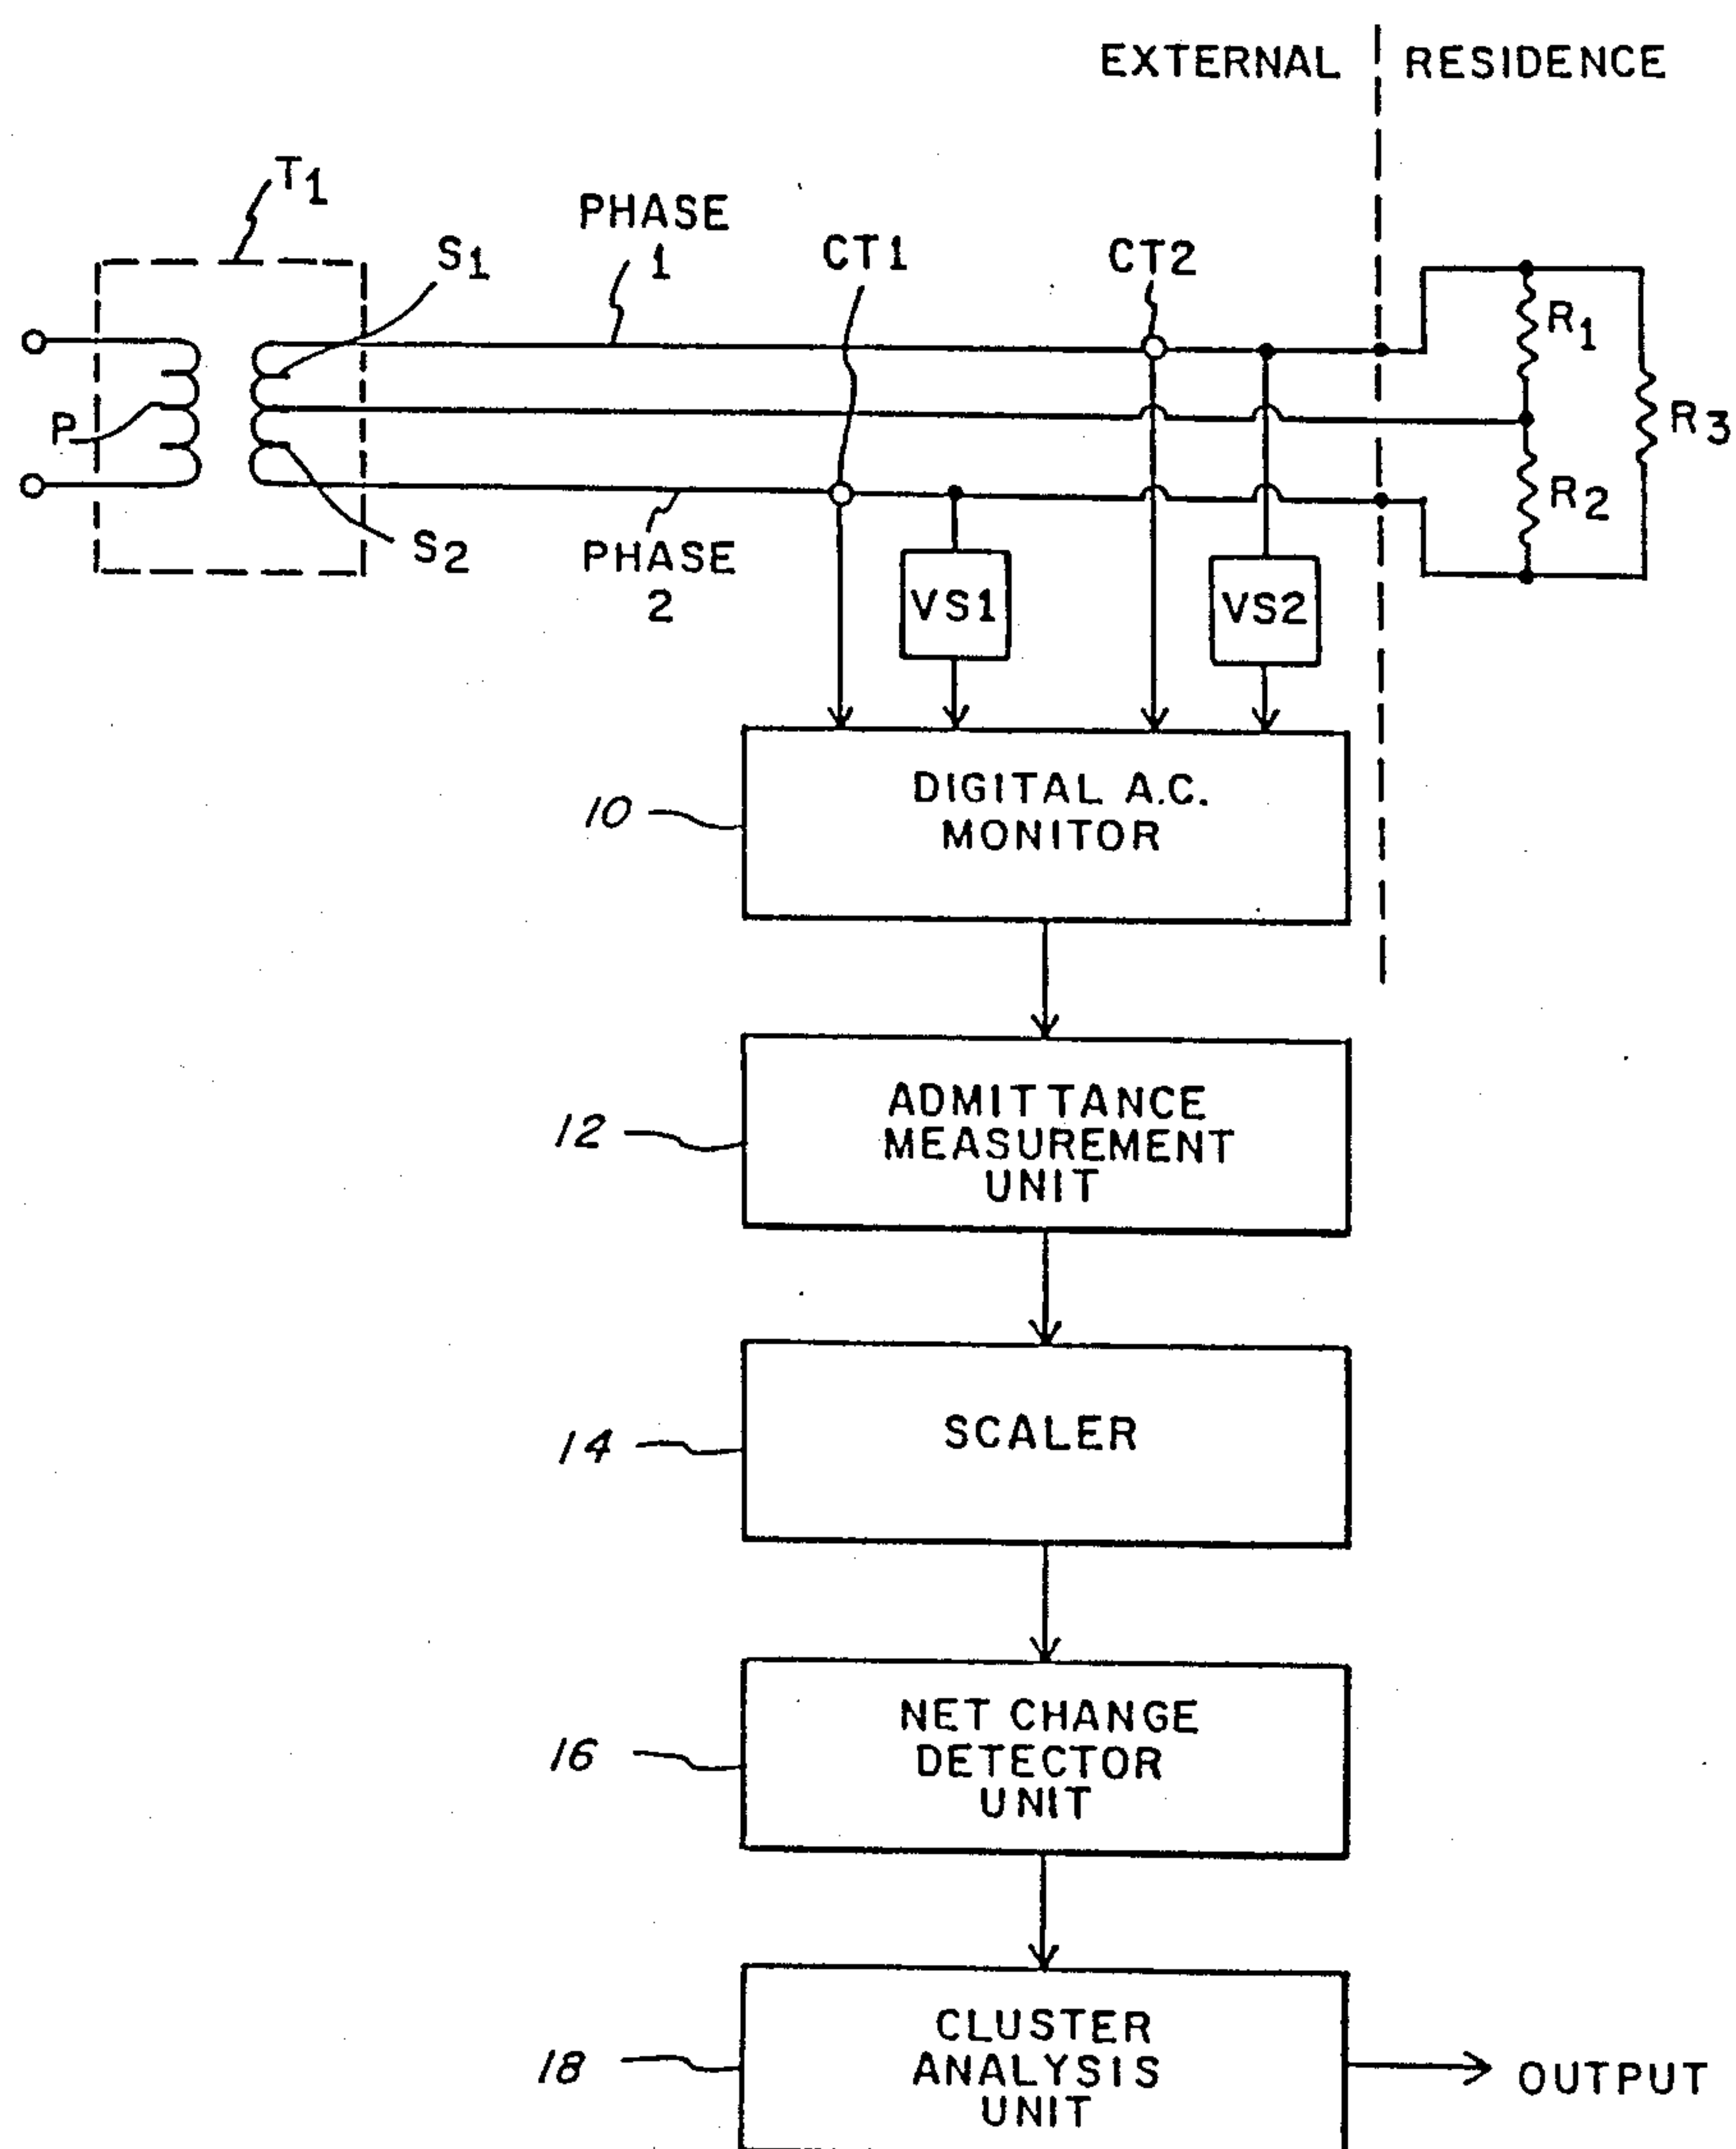 EXTERNAL RESIDENCE
T1
S1
PHASE
1
CT1
CT2
R1
P
R3
R2
S2
PHASE
2
VS1
VS2
DIGITAL A.C.
MONITOR
10
ADMITTANCE
MEASUREMENT
UNIT
12
SCALER
14
NET CHANGE
DETECTOR
UNIT
16
CLUSTER
ANALYSIS
UNIT
18
OUTPUT